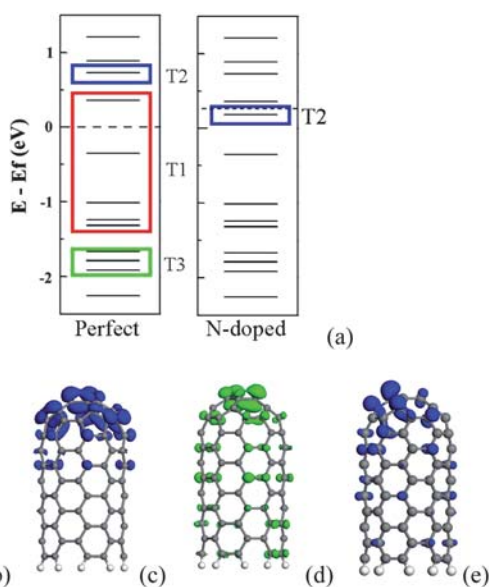 1
0
-1
-2
E - Ef (eV)
T2
T1
T3
T2
Perfect
N-doped
(a)
(c)
(d)
(e)